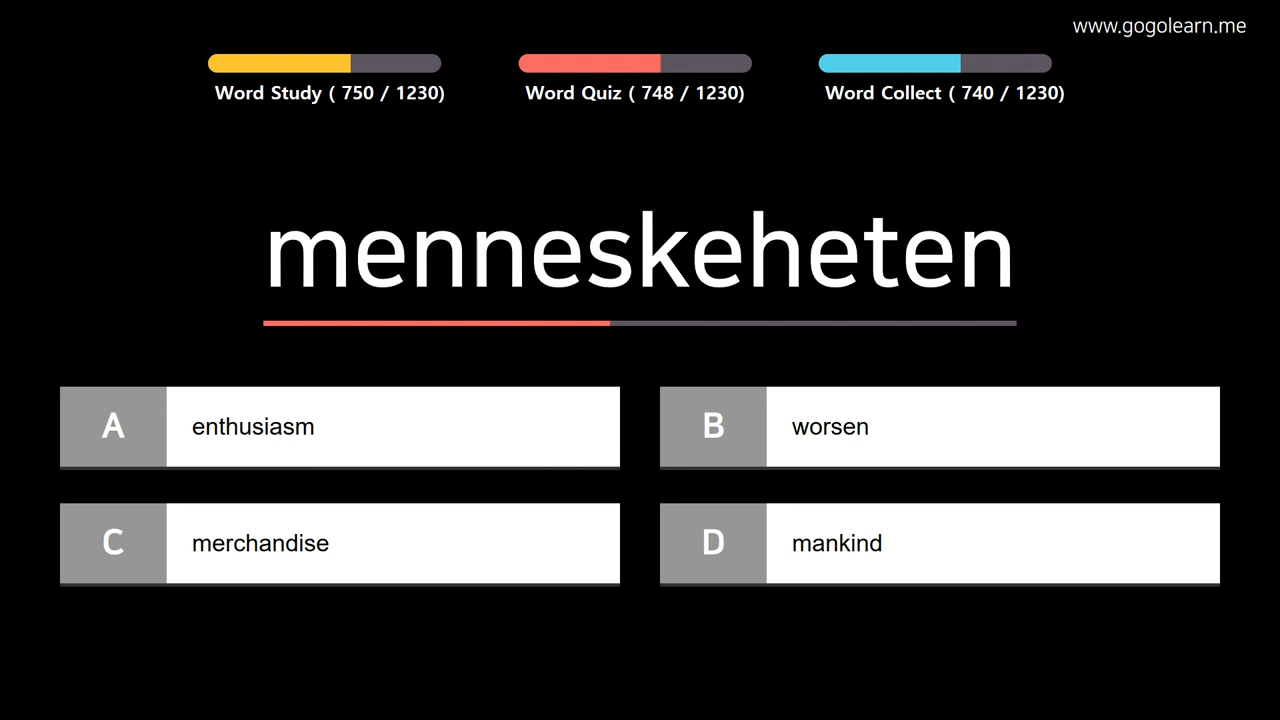 www.gogolearn.me
Word Study ( 750 / 1230)
Word Quiz ( 748 / 1230)
Word Collect ( 740 / 1230)
menneskeheten
A enthusiasm
B worsen
C merchandise
D mankind